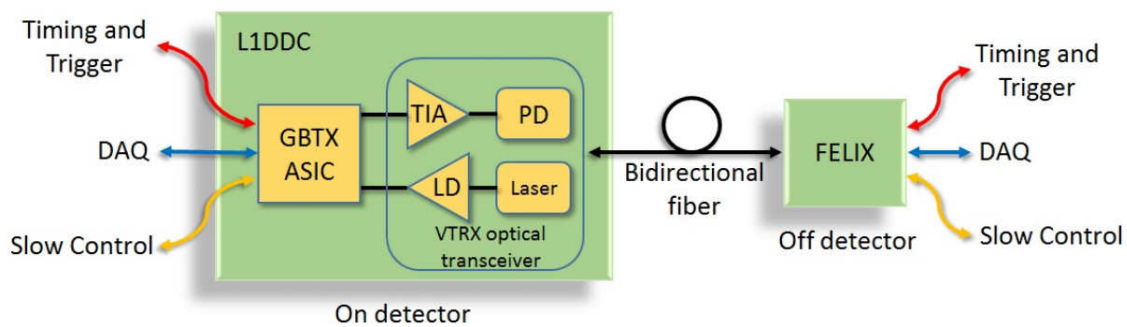 Timing and
Trigger
DAQ
Slow Control
L1DDC
GBTX
ASIC
TIA
PD
LD
Laser
VTRX optical
transceiver
On detector
Bidirectional
fiber
FELIX
Off detector
Timing and
Trigger
DAQ
Slow Control